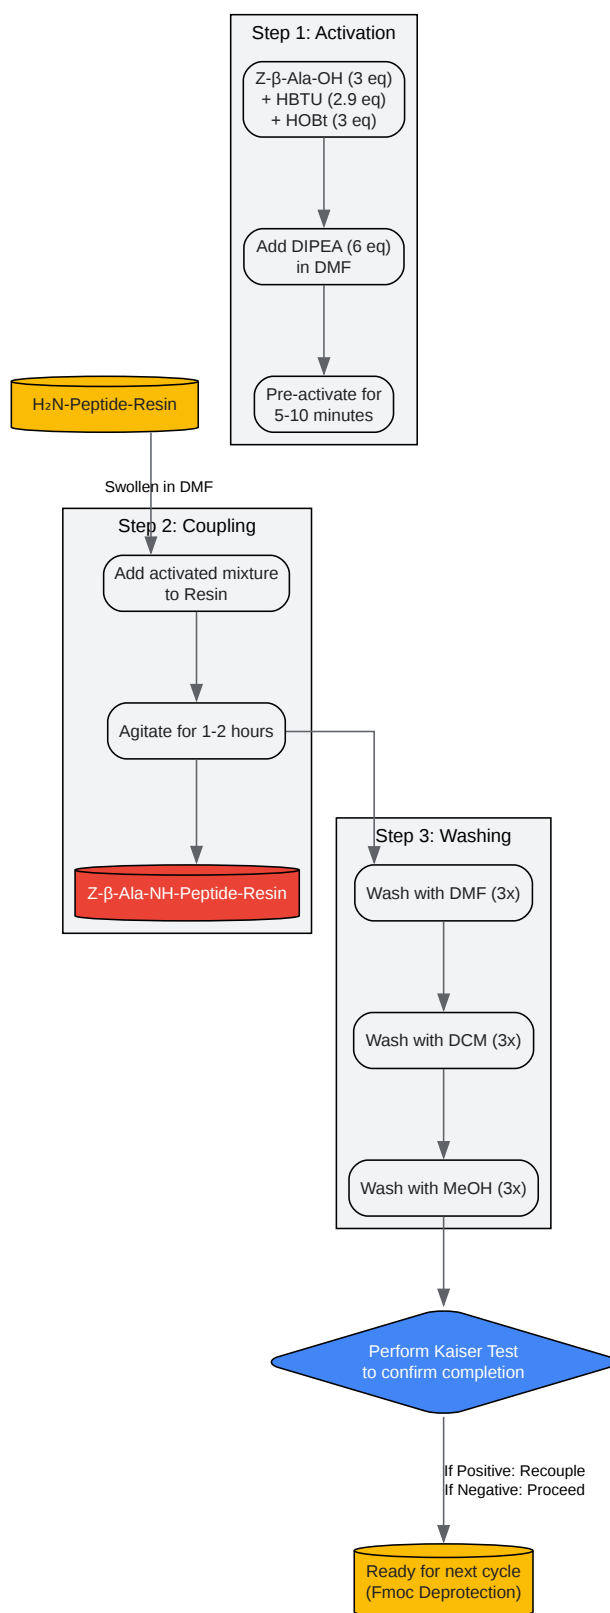 Step 1: Activation
Z-β-Ala-OH (3 eq)
+ HBTU (2.9 eq)
+ HOBt (3 eq)
Add DIPEA (6 eq)
in DMF
Pre-activate for
5-10 minutes
H₂N-Peptide-Resin
Swollen in DMF
Step 2: Coupling
Add activated mixture
to Resin
Agitate for 1-2 hours
Z-β-Ala-NH-Peptide-Resin
Step 3: Washing
Wash with DMF (3x)
Wash with DCM (3x)
Wash with MeOH (3x)
Perform Kaiser Test
to confirm completion
If Positive: Recouple
If Negative: Proceed
Ready for next cycle
(Fmoc Deprotection)